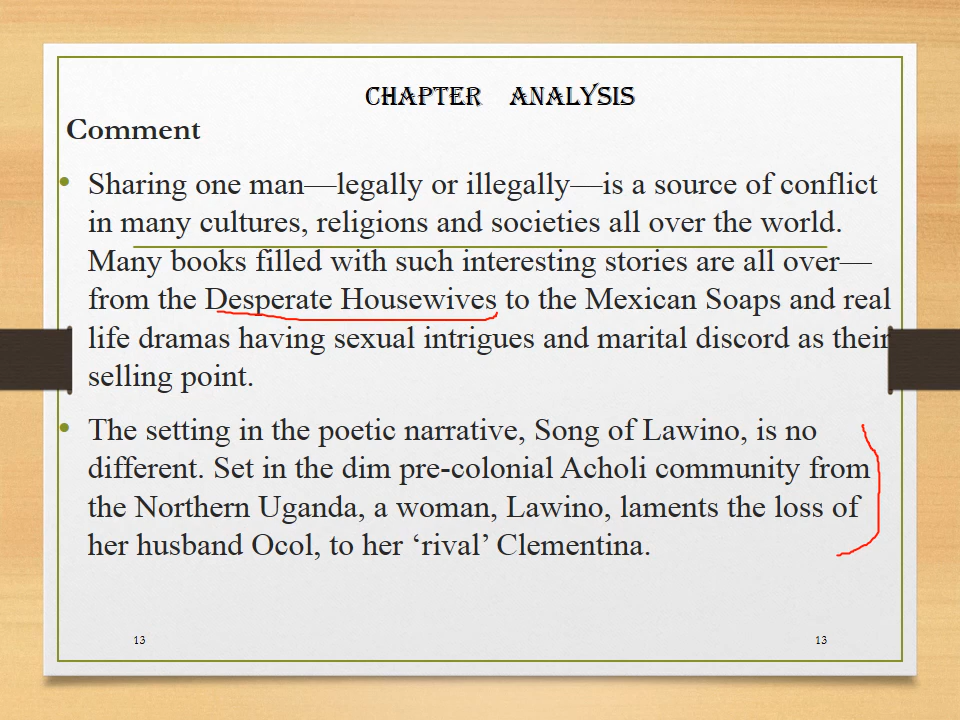 CHAPTER ANALYSIS
Comment
• Sharing one man—legally or illegally—is a source of conflict
in many cultures, religions and societies all over the world.
Many books filled with such interesting stories are all over—
from the Desperate Housewives to the Mexican Soaps and real
life dramas having sexual intrigues and marital discord as their
selling point.
• The setting in the poetic narrative, Song of Lawino, is no
different. Set in the dim pre-colonial Acholi community from
the Northern Uganda, a woman, Lawino, laments the loss of
her husband Ocol, to her ‘rival’ Clementina.
13 13